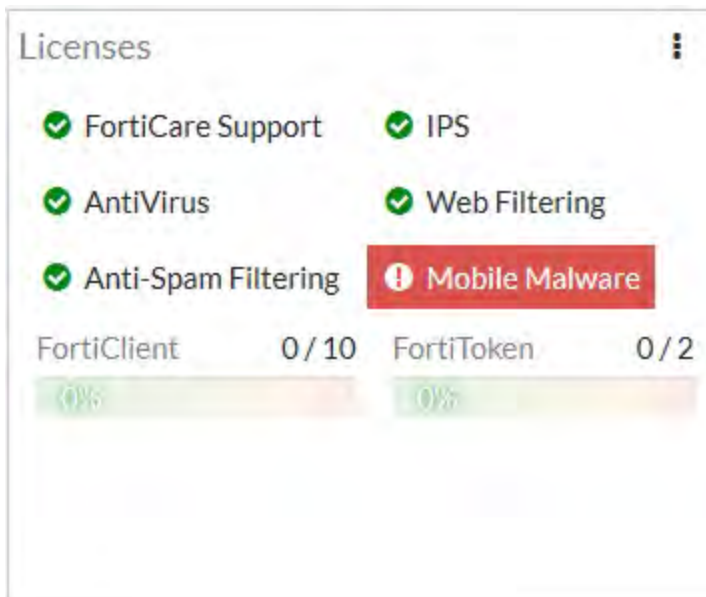 Licenses
FortiCare Support
IPS
AntiVirus
Web Filtering
Anti-Spam Filtering
Mobile Malware
FortiClient 0 / 10
FortiToken 0 / 2
0%
0%